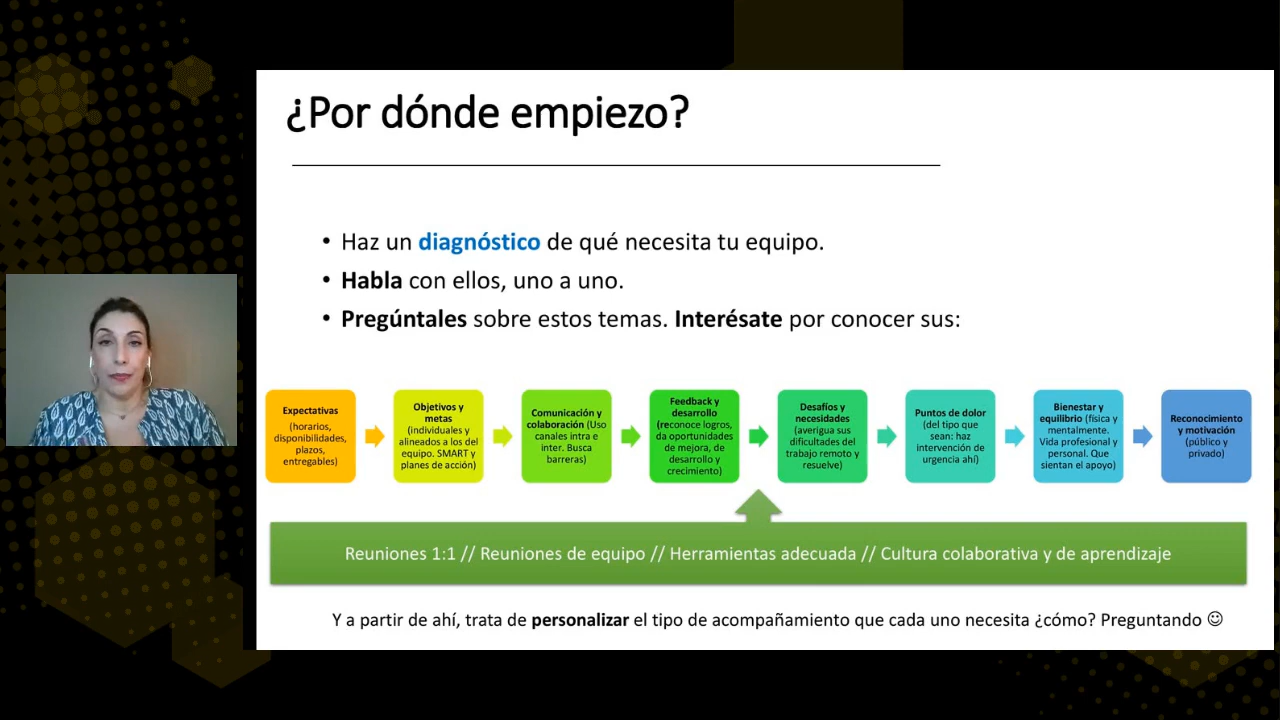 ¿Por dónde empiezo?
• Haz un diagnóstico de qué necesita tu equipo.
• Habla con ellos, uno a uno.
• Pregúntales sobre estos temas. Interésate por conocer sus:
Expectativas
(horarios,
disponibilidades,
plazos,
entregables)
Objetivos y
metas
(individuales y
alineados a los del
equipo. SMART y
planes de acción)
Comunicación y
colaboración (Uso
canales intra e
inter. Busca
barreras)
Feedback y
desarrollo
(reconoce logros,
da oportunidades
de mejora, de
desarrollo y
crecimiento)
Desafíos y
necesidades
(averigua sus
dificultades del
trabajo remoto y
resuelve)
Puntos de dolor
(del tipo que
sean: haz
intervención de
urgencia ahí)
Bienestar y
equilibrio (física y
mentalmente.
Vida profesional y
personal. Que
sientan el apoyo)
Reconocimiento
y motivación
(público y
privado)
Reuniones 1:1 // Reuniones de equipo // Herramientas adecuada // Cultura colaborativa y de aprendizaje
Y a partir de ahí, trata de personalizar el tipo de acompañamiento que cada uno necesita ¿cómo? Preguntando ☺